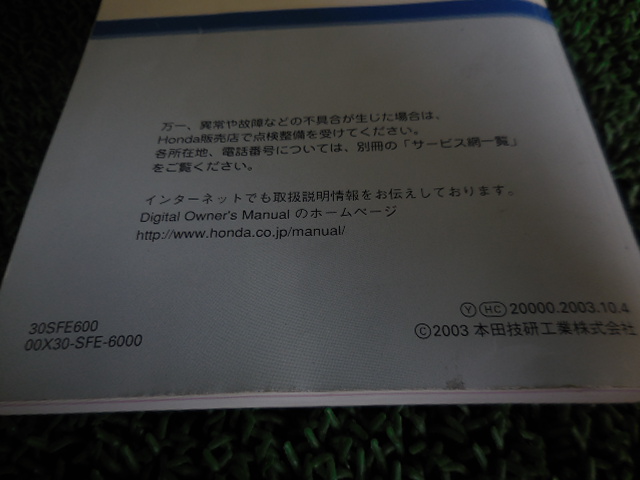 万一、異常や故障などの不具合が生じた場合は、
Honda販売店で点検整備を受けてください。
各所在地、電話番号については、別冊の「サービス網一覧」
をご覧ください。
インターネットでも取扱説明情報をお伝えしております。
Digital Owner's Manual のホームページ
http://www.honda.co.jp/manual/
30SFE600
00X30-SFE-6000
Ⓨ HC 20000.2003.10.4
©2003 本田技研工業株式会社